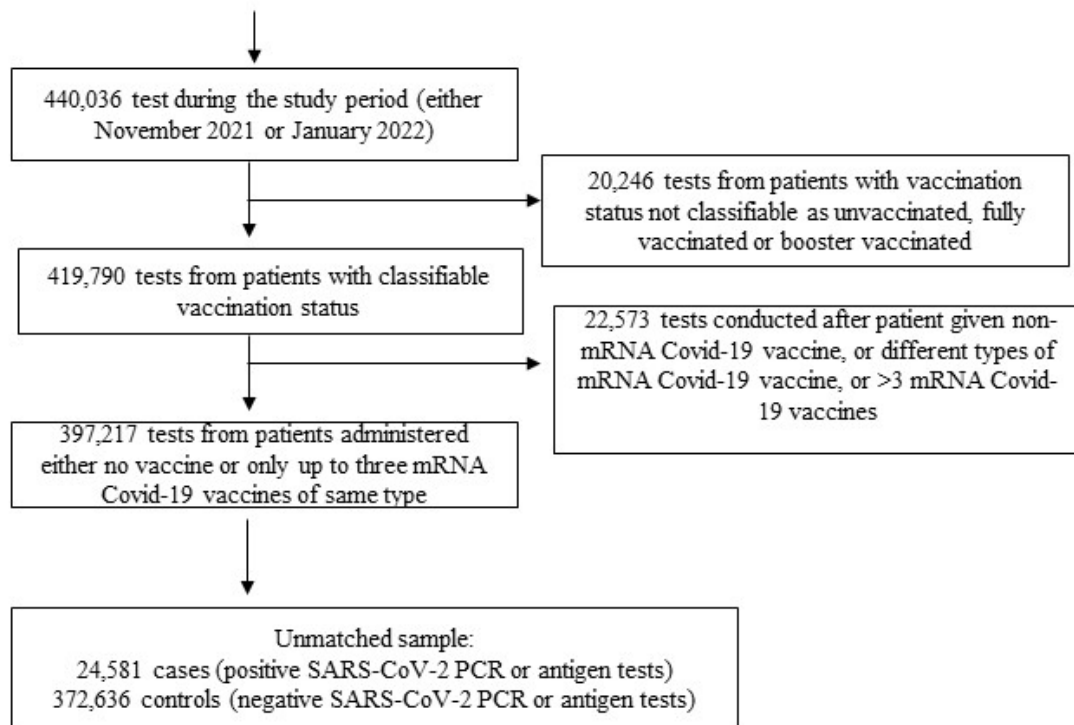 440,036 test during the study period (either
November 2021 or January 2022)
20,246 tests from patients with vaccination
status not classifiable as unvaccinated, fully
vaccinated or booster vaccinated
419,790 tests from patients with classifiable
vaccination status
22,573 tests conducted after patient given non-
mRNA Covid-19 vaccine, or different types of
mRNA Covid-19 vaccine, or >3 mRNA Covid-
19 vaccines
397,217 tests from patients administered
either no vaccine or only up to three mRNA
Covid-19 vaccines of same type
Unmatched sample:
24,581 cases (positive SARS-CoV-2 PCR or antigen tests)
372,636 controls (negative SARS-CoV-2 PCR or antigen tests)